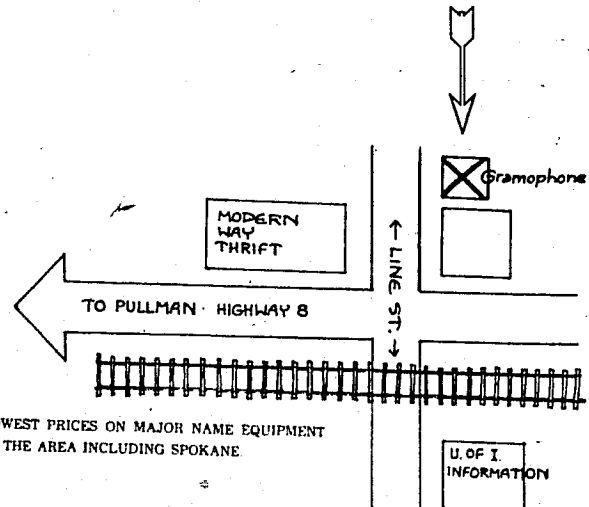 Gramophone
MODERN
WAY
THRIFT
← LINE ST. →
TO PULLMAN · HIGHWAY 8
WEST PRICES ON MAJOR NAME EQUIPMENT
THE AREA INCLUDING SPOKANE
U. OF I.
INFORMATION